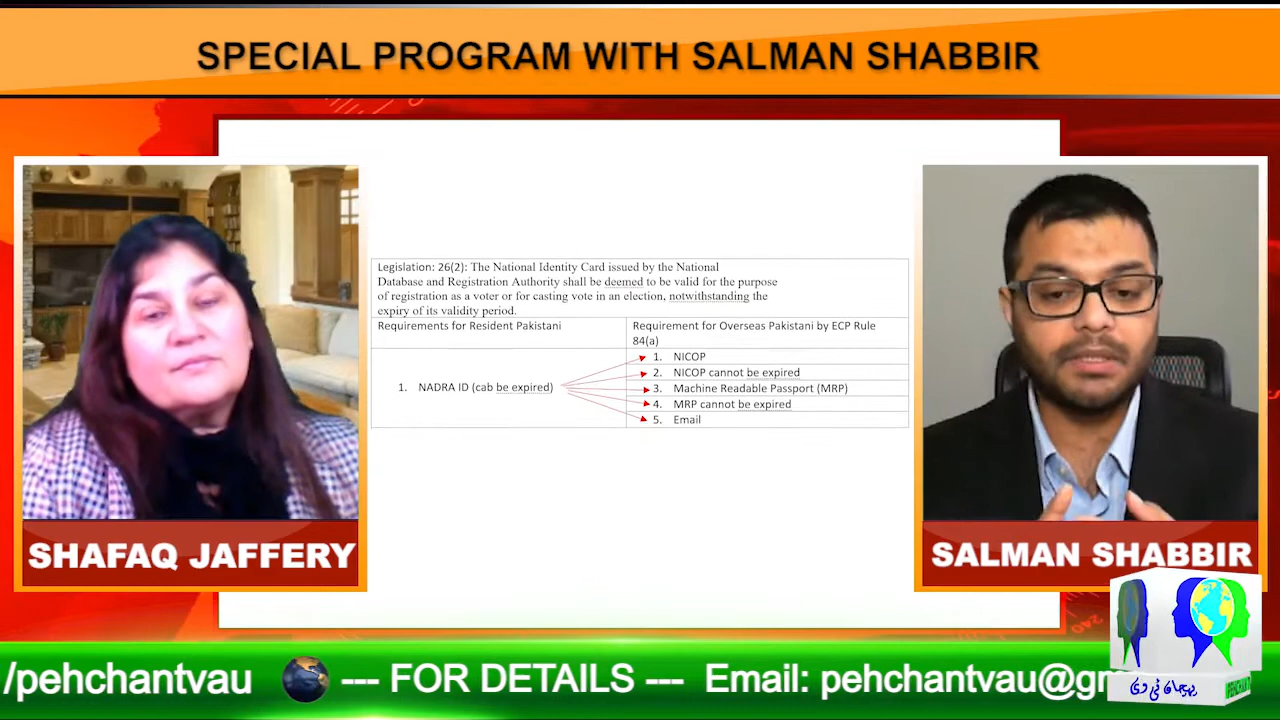 SPECIAL PROGRAM WITH SALMAN SHABBIR
Legislation: 26(2): The National Identity Card issued by the National
Database and Registration Authority shall be deemed to be valid for the purpose
of registration as a voter or for casting vote in an election, notwithstanding the
expiry of its validity period.
Requirements for Resident Pakistani
Requirement for Overseas Pakistani by ECP Rule
84(a)
1. NADRA ID (cab be expired)
1. NICOP
2. NICOP cannot be expired
3. Machine Readable Passport (MRP)
4. MRP cannot be expired
5. Email
SHAFAQ JAFFERY
SALMAN SHABBIR
/pehchantvau --- FOR DETAILS --- Email: pehchantvau@g